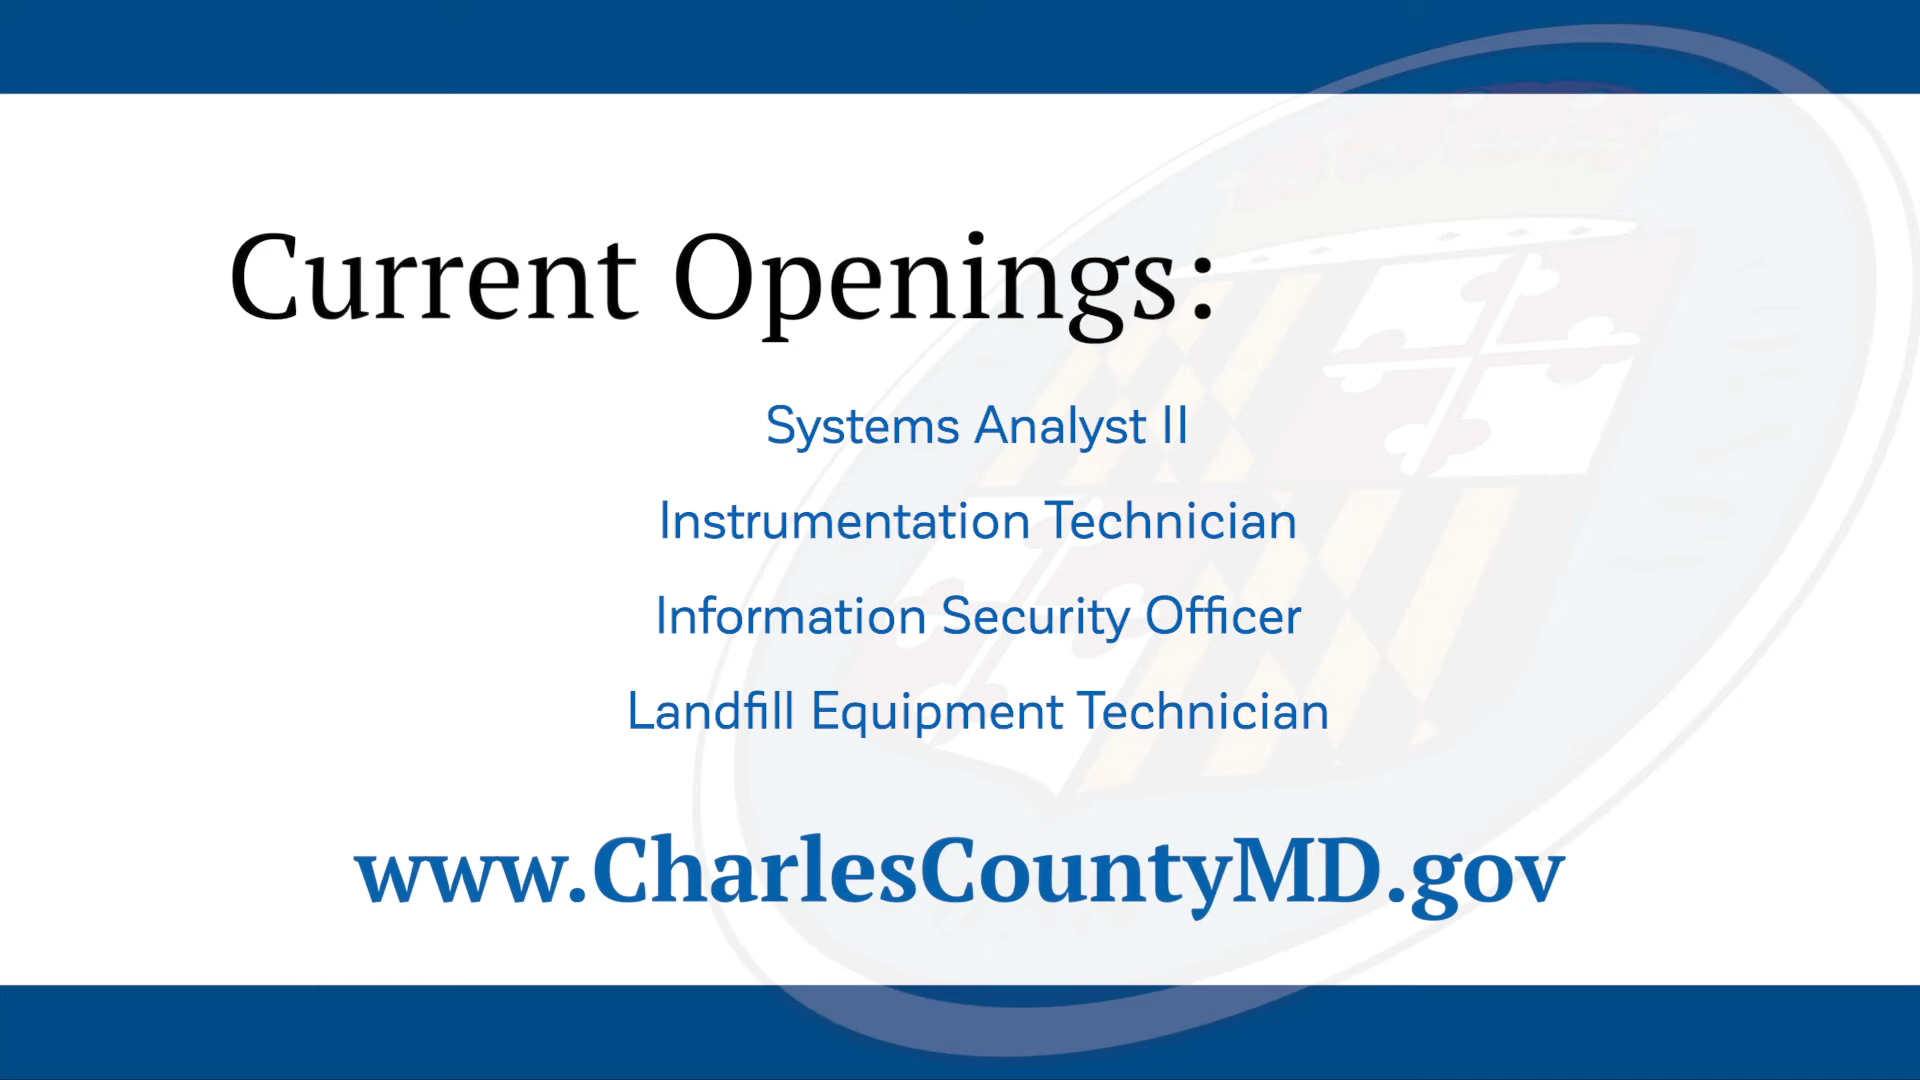 Current Openings:
Systems Analyst II
Instrumentation Technician
Information Security Officer
Landfill Equipment Technician
www.CharlesCountyMD.gov